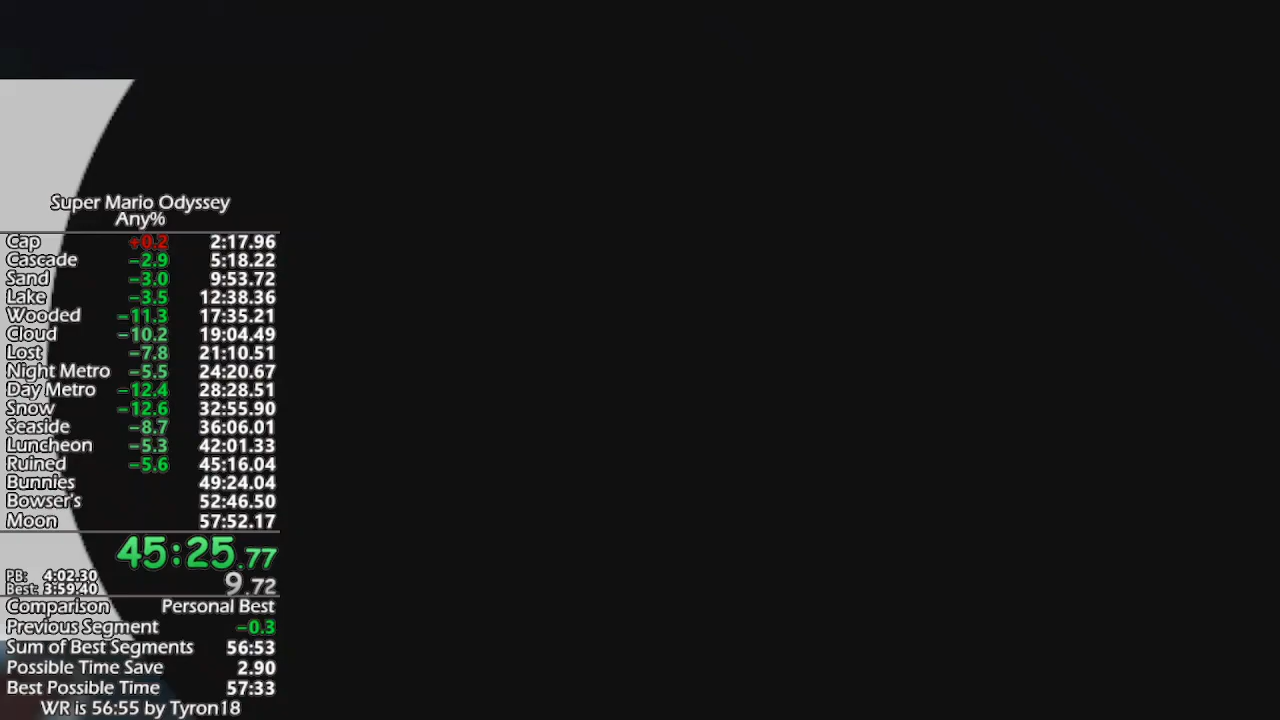 Super Mario Odyssey
Any%
Cap +0.2 2:17.96
Cascade -2.9 5:18.22
Sand -3.0 9:53.72
Lake -3.5 12:38.36
Wooded -11.3 17:35.21
Cloud -10.2 19:04.49
Lost -7.8 21:10.51
Night Metro -5.5 24:20.67
Day Metro -12.4 28:28.51
Snow -12.6 32:55.90
Seaside -8.7 36:06.01
Luncheon -5.3 42:01.33
Ruined -5.6 45:16.04
Bunnies 49:24.04
Bowser's 52:46.50
Moon 57:52.17
45:25.77
PB: 4:02.30
Best: 3:59.40
9.72
Comparison Personal Best
Previous Segment -0.3
Sum of Best Segments 56:53
Possible Time Save 2.90
Best Possible Time 57:33
WR is 56:55 by Tyron18